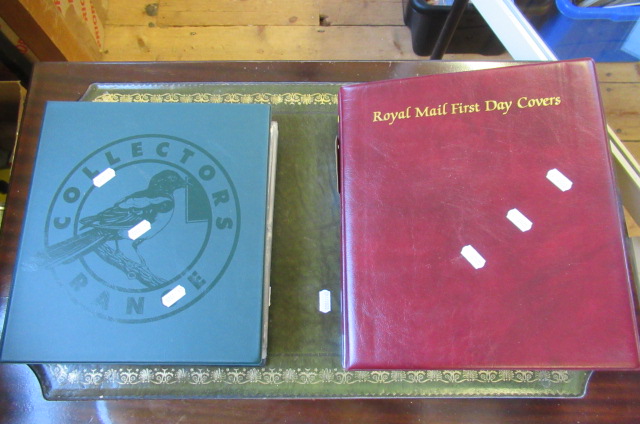 COLLECTORS
RANGE
Royal Mail First Day Covers